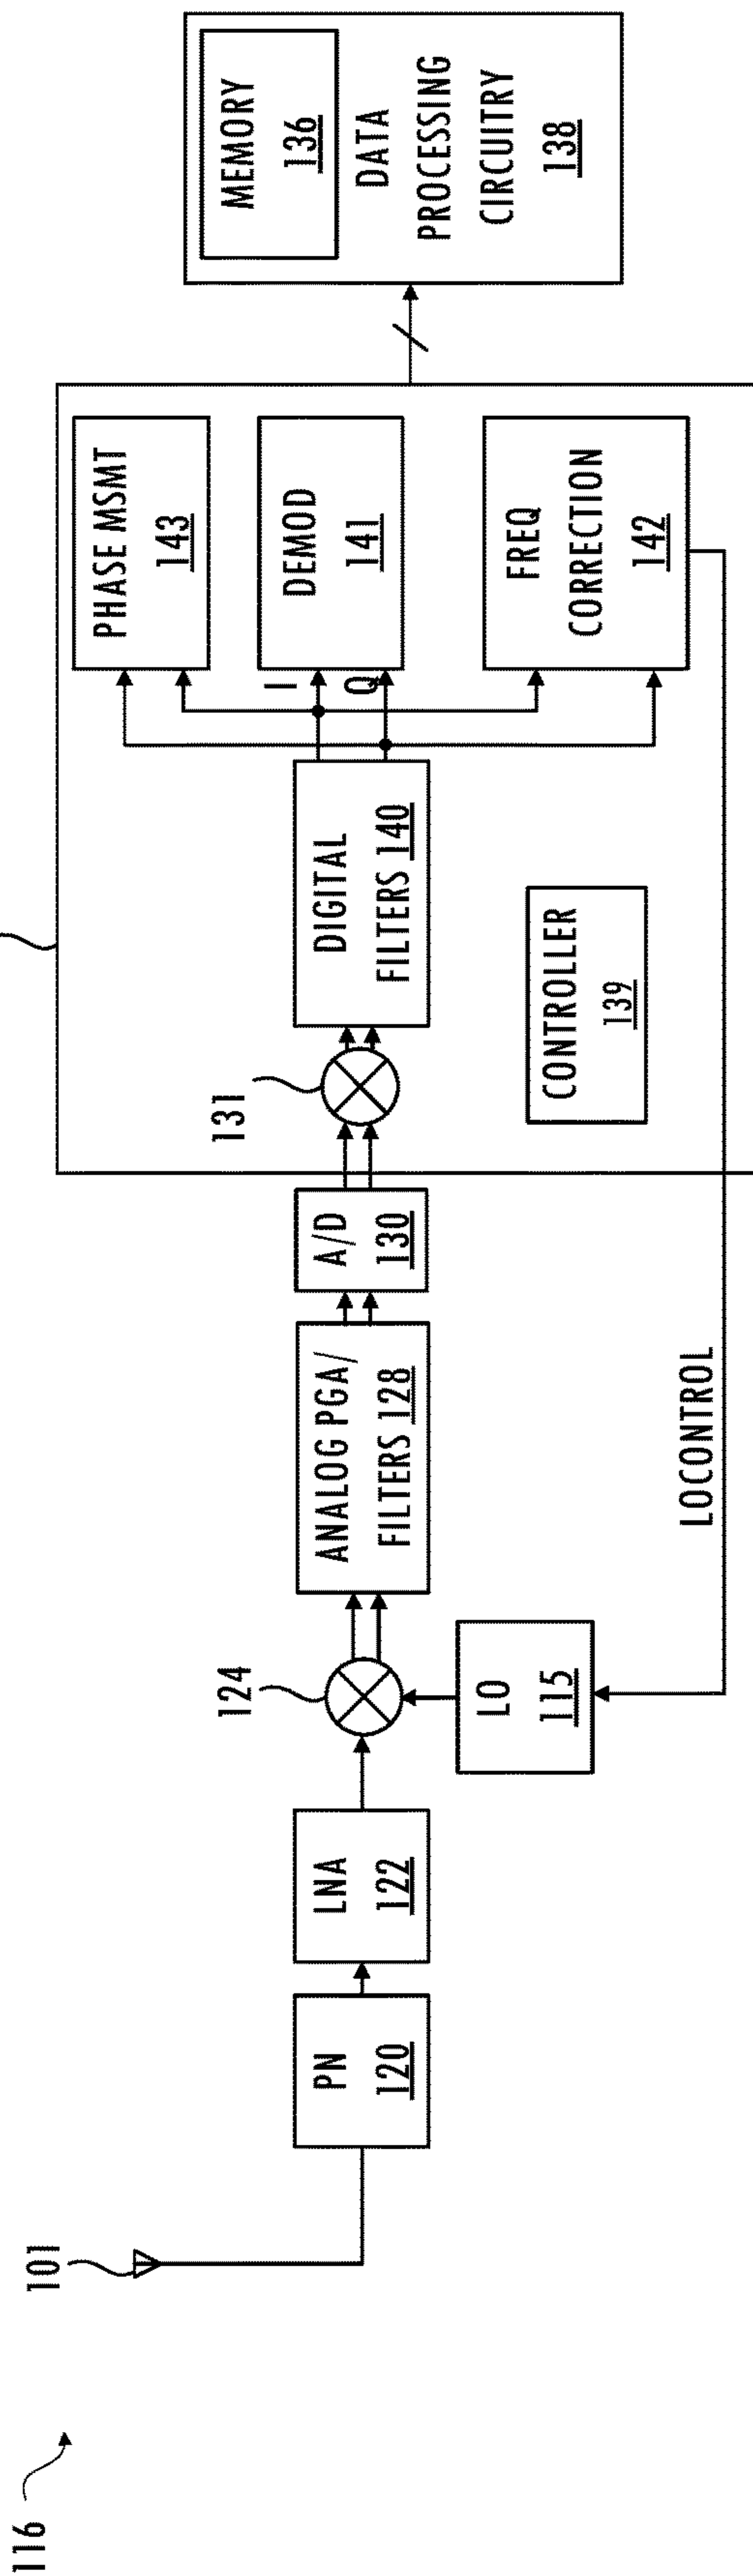 116
101
PN
120
LNA
122
124
LO
115
ANALOG PGA/
FILTERS 128
A/D
130
131
DIGITAL
FILTERS 140
CONTROLLER
139
I
Q
PHASE MSMT
143
DEMOD
141
FREQ
CORRECTION
142
LOCONTROL
MEMORY
136
DATA
PROCESSING
CIRCUITRY
138